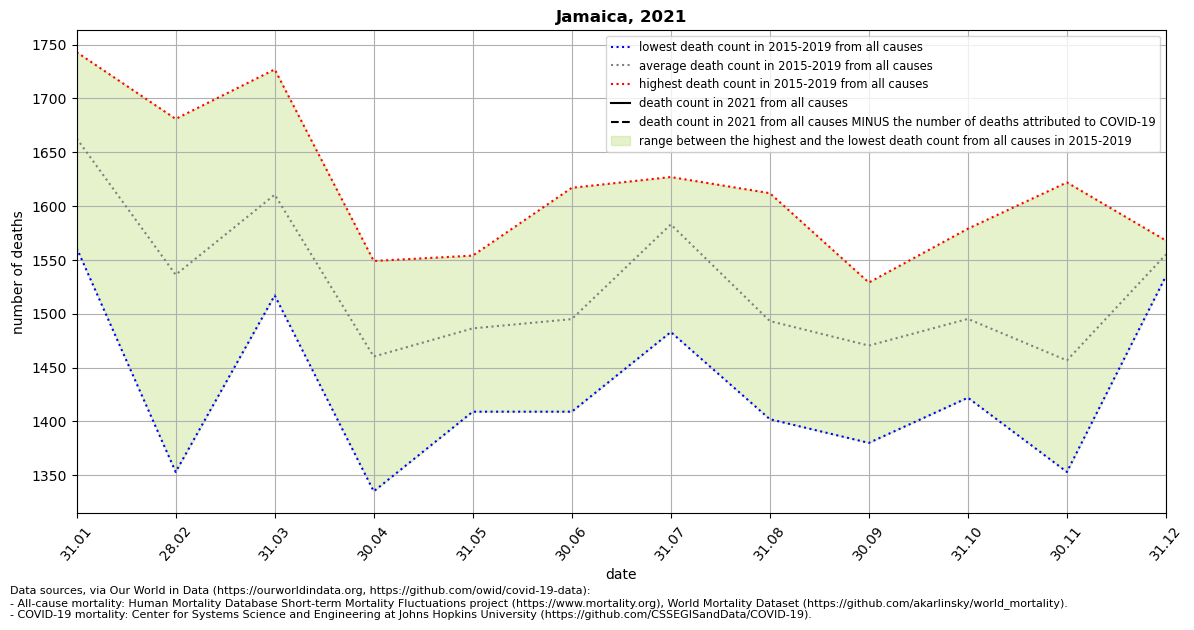 Jamaica, 2021
1750
1700
1650
1600
1550
1500
1450
1400
1350
number of deaths
lowest death count in 2015-2019 from all causes
average death count in 2015-2019 from all causes
highest death count in 2015-2019 from all causes
death count in 2021 from all causes
death count in 2021 from all causes MINUS the number of deaths attributed to COVID-19
range between the highest and the lowest death count from all causes in 2015-2019
31.01
28.02
31.03
30.04
31.05
30.06
31.07
31.08
30.09
31.10
30.11
31.12
date
Data sources, via Our World in Data (https://ourworldindata.org, https://github.com/owid/covid-19-data):
- All-cause mortality: Human Mortality Database Short-term Mortality Fluctuations project (https://www.mortality.org), World Mortality Dataset (https://github.com/akarlinsky/world_mortality).
- COVID-19 mortality: Center for Systems Science and Engineering at Johns Hopkins University (https://github.com/CSSEGISandData/COVID-19).